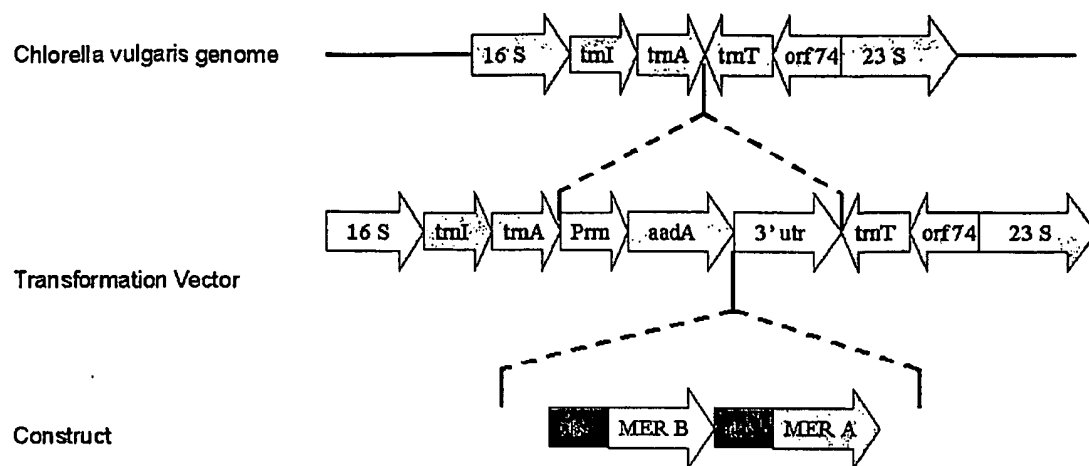 Chlorella vulgaris genome
16 S trnI trnA trnT orf74 23 S
16 S trnI trnA Prrn aadA 3' utr trnT orf74 23 S
Transformation Vector
MER B MER A
Construct